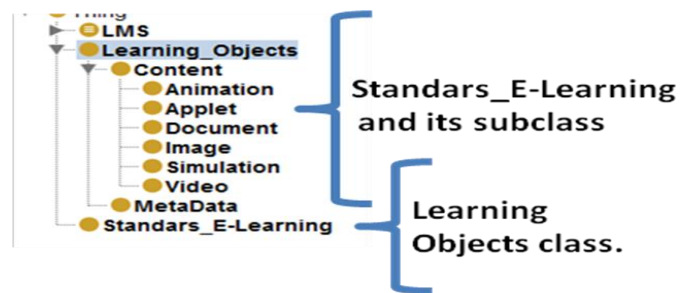 Thing
LMS
Learning_Objects
Content
Animation
Applet
Document
Image
Simulation
Video
MetaData
Standars_E-Learning
Standars_E-Learning
and its subclass
Learning
Objects class.